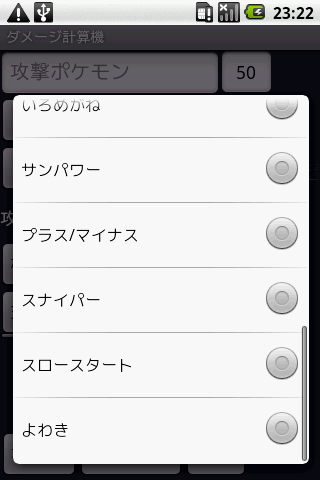 23:22
ダメージ計算機
攻撃ポケモン
50
いろめがね
サンパワー
プラス/マイナス
スナイパー
スロースタート
よわき
攻